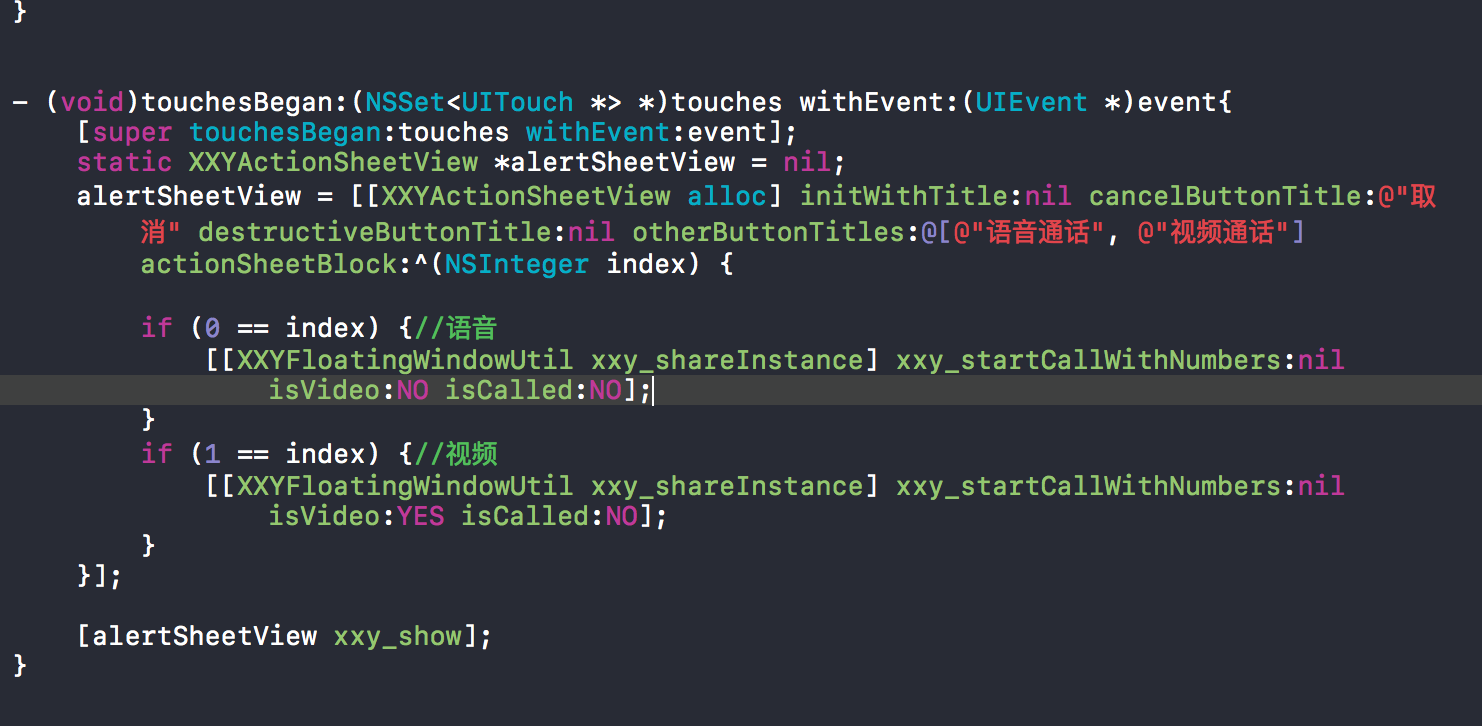 }
- (void)touchesBegan:(NSSet<UITouch *> *)touches withEvent:(UIEvent *)event{
[super touchesBegan:touches withEvent:event];
static XXYActionSheetView *alertSheetView = nil;
alertSheetView = [[XXYActionSheetView alloc] initWithTitle:nil cancelButtonTitle:@"取
消" destructiveButtonTitle:nil otherButtonTitles:@[@"语音通话", @"视频通话"]
actionSheetBlock:^(NSInteger index) {
if (0 == index) {//语音
[[XXYFloatingWindowUtil xxy_shareInstance] xxy_startCallWithNumbers:nil
isVideo:NO isCalled:NO];
}
if (1 == index) {//视频
[[XXYFloatingWindowUtil xxy_shareInstance] xxy_startCallWithNumbers:nil
isVideo:YES isCalled:NO];
}
}];
[alertSheetView xxy_show];
}